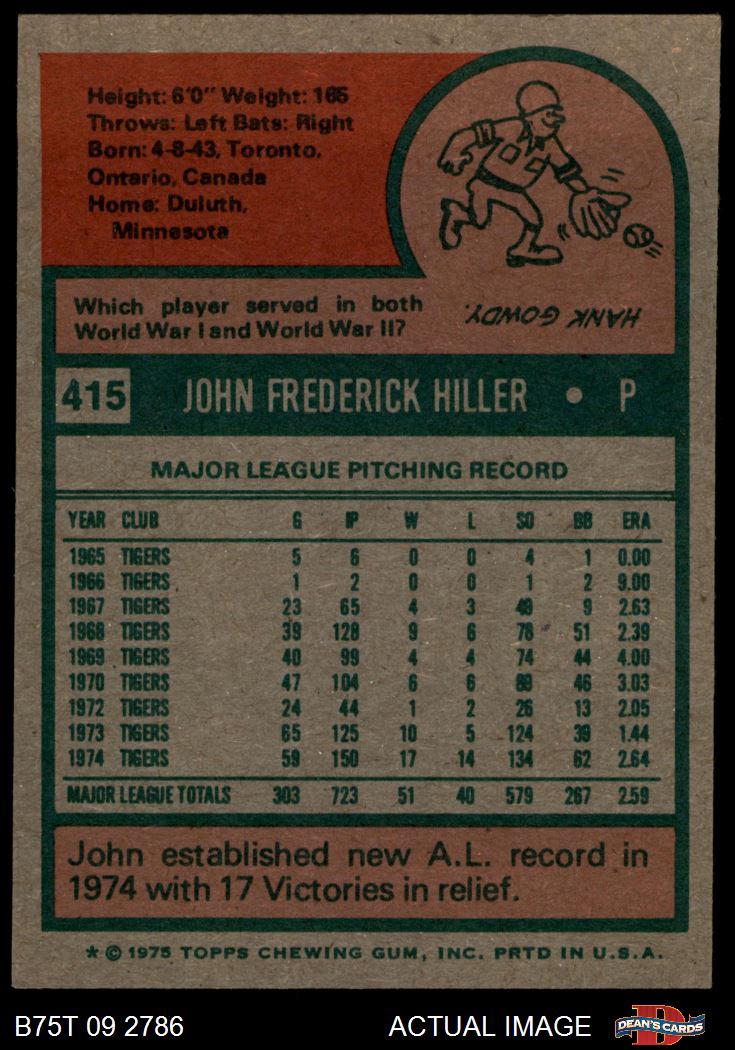 Height: 6'0" Weight: 165
Throws: Left Bats: Right
Born: 4-8-43, Toronto,
Ontario, Canada
Home: Duluth,
Minnesota
Which player served in both
World War I and World War II?
HANK GOWDY.
415 JOHN FREDERICK HILLER • P
MAJOR LEAGUE PITCHING RECORD
YEAR CLUB G IP W L SO BB ERA
1965 TIGERS 5 6 0 0 4 1 0.00
1966 TIGERS 1 2 0 0 1 2 9.00
1967 TIGERS 23 65 4 3 49 9 2.63
1968 TIGERS 39 128 9 6 78 51 2.39
1969 TIGERS 40 99 4 4 74 44 4.00
1970 TIGERS 47 104 6 6 89 46 3.03
1972 TIGERS 24 44 1 2 26 13 2.05
1973 TIGERS 65 125 10 5 124 39 1.44
1974 TIGERS 59 150 17 14 134 62 2.64
MAJOR LEAGUE TOTALS 303 723 51 40 579 267 2.59
John established new A.L. record in
1974 with 17 Victories in relief.
* © 1975 TOPPS CHEWING GUM, INC. PRTD IN U.S.A.
B75T 09 2786 ACTUAL IMAGE D DEAN'S CARDS